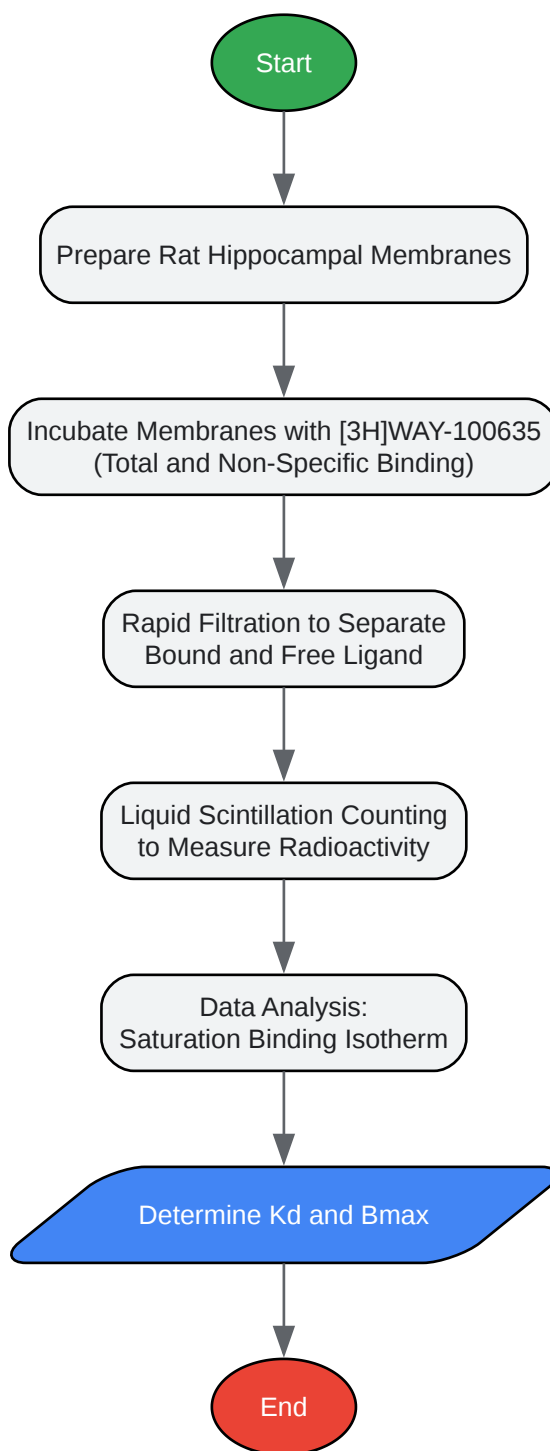 Start
Prepare Rat Hippocampal Membranes
Incubate Membranes with [3H]WAY-100635
(Total and Non-Specific Binding)
Rapid Filtration to Separate
Bound and Free Ligand
Liquid Scintillation Counting
to Measure Radioactivity
Data Analysis:
Saturation Binding Isotherm
Determine Kd and Bmax
End